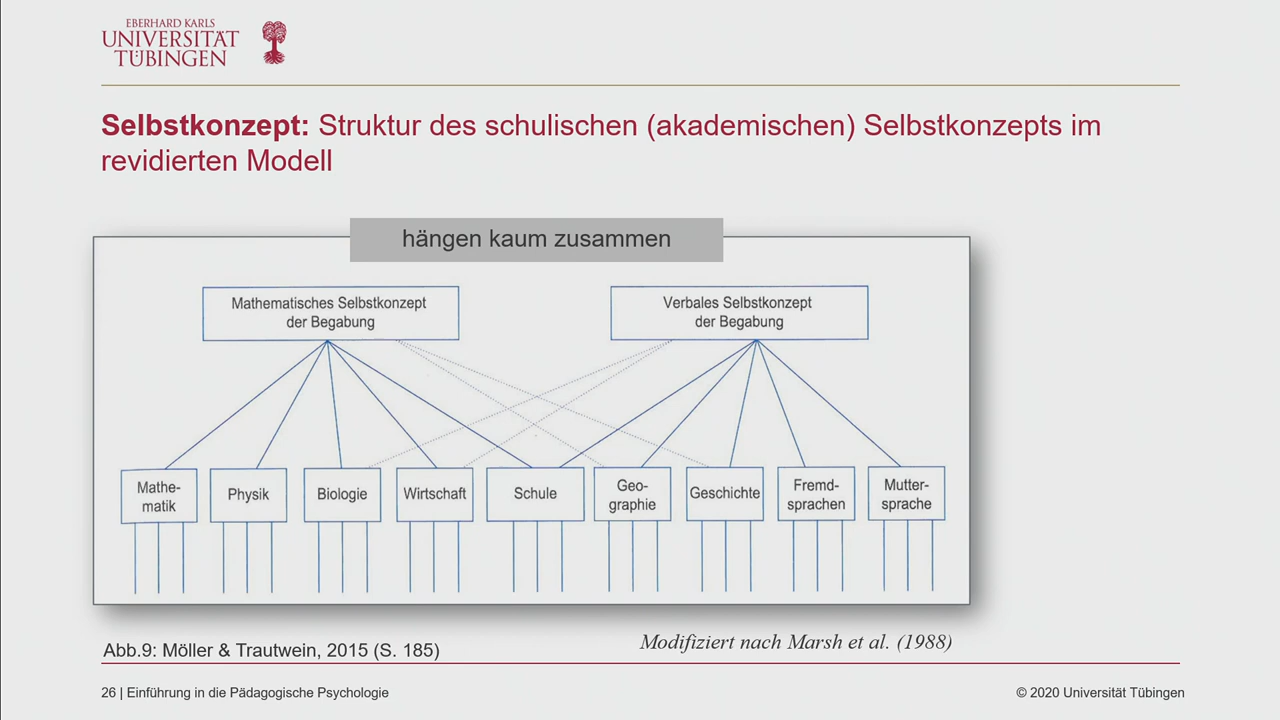 EBERHARD KARLS
UNIVERSITÄT
TÜBINGEN
Selbstkonzept: Struktur des schulischen (akademischen) Selbstkonzepts im
revidierten Modell
hängen kaum zusammen
Mathematisches Selbstkonzept
der Begabung
Verbales Selbstkonzept
der Begabung
Mathe-
matik
Physik
Biologie
Wirtschaft
Schule
Geo-
graphie
Geschichte
Fremd-
sprachen
Mutter-
sprache
Abb.9: Möller & Trautwein, 2015 (S. 185)
Modifiziert nach Marsh et al. (1988)
26 | Einführung in die Pädagogische Psychologie
© 2020 Universität Tübingen